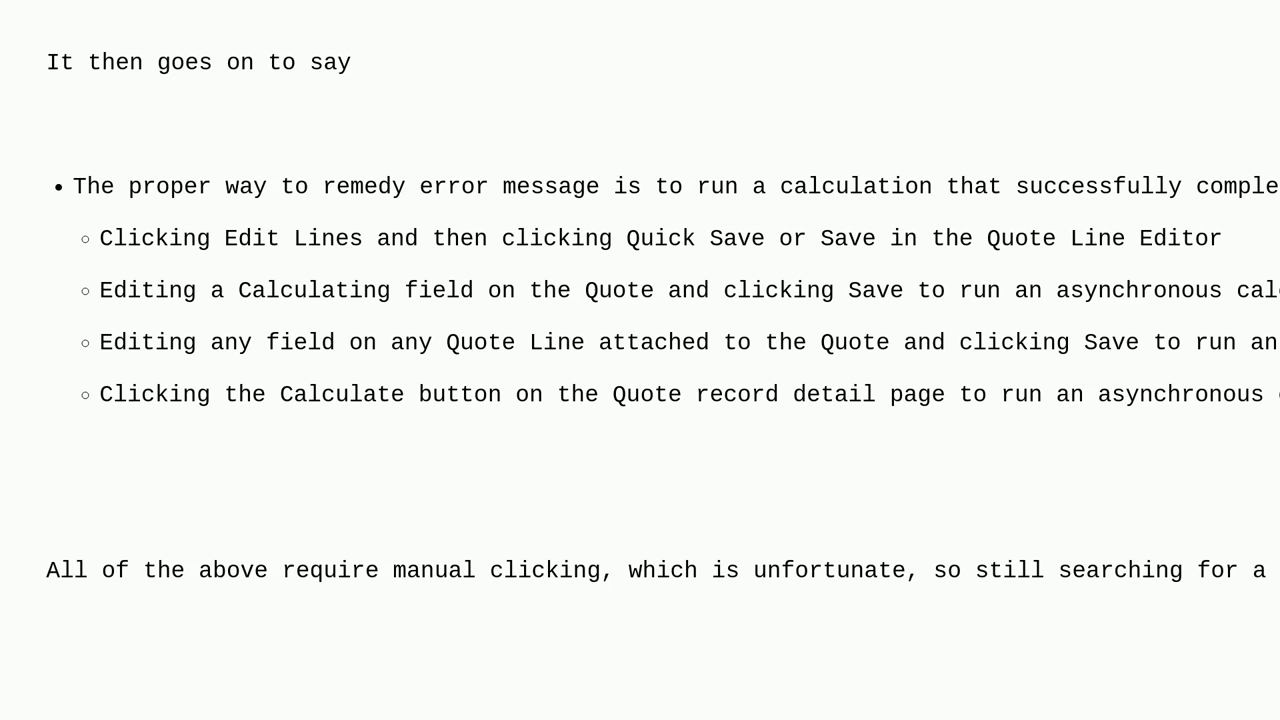 It then goes on to say
The proper way to remedy error message is to run a calculation that successfully
Clicking Edit Lines and then clicking Quick Save or Save in the Quote Line Editor
Editing a Calculating field on the Quote and clicking Save to run an asynchronous
Editing any field on any Quote Line attached to the Quote and clicking Save to run an
Clicking the Calculate button on the Quote record detail page to run an asynchronous
All of the above require manual clicking, which is unfortunate, so still searching for a